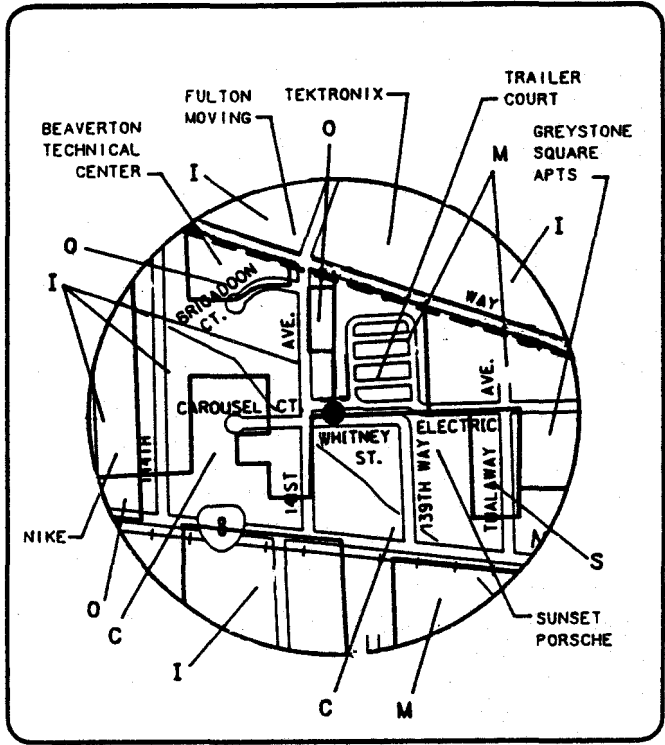 TRAILER
COURT
FULTON
MOVING
TEKTRONIX
O
BEAVERTON
TECHNICAL
CENTER
GREYSTONE
SQUARE
APTS
M
I
I
O
I
BRIGADOON
CT.
WAY
AVE.
AVE.
CAROUSEL CT.
WHITNEY
ST.
ELECTRIC
144TH
141ST
139TH WAY
TUALAWAY
8
NIKE
S
O
C
SUNSET
PORSCHE
I
C
M